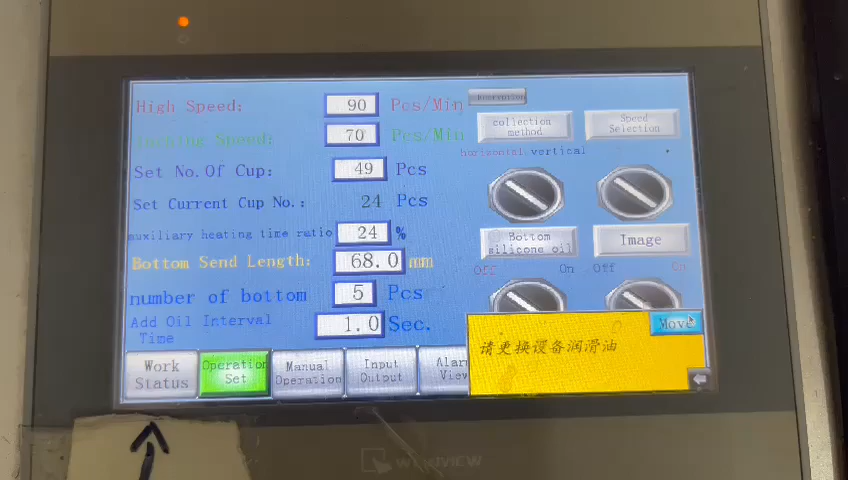 High Speed: 90 Pcs/Min
Jocking Speed: 70 Pcs/Min
Set No.Of Cup: 49 Pcs
Set Current Cup No.: 24 Pcs
auxiliary heating time ratio 24 %
Bottom Send Length: 68.0 mm
number of bottom 5 Pcs
Add Oil Interval
Time
1.0 Sec.
collection
method
Speed
Selection
horizontal vertical
Bottom
silicone oil
Image
Off On Off On
Move
请更换设备润滑油
Work
Status
Operation
Set
Manual
Operation
Input
Output
Alar
View